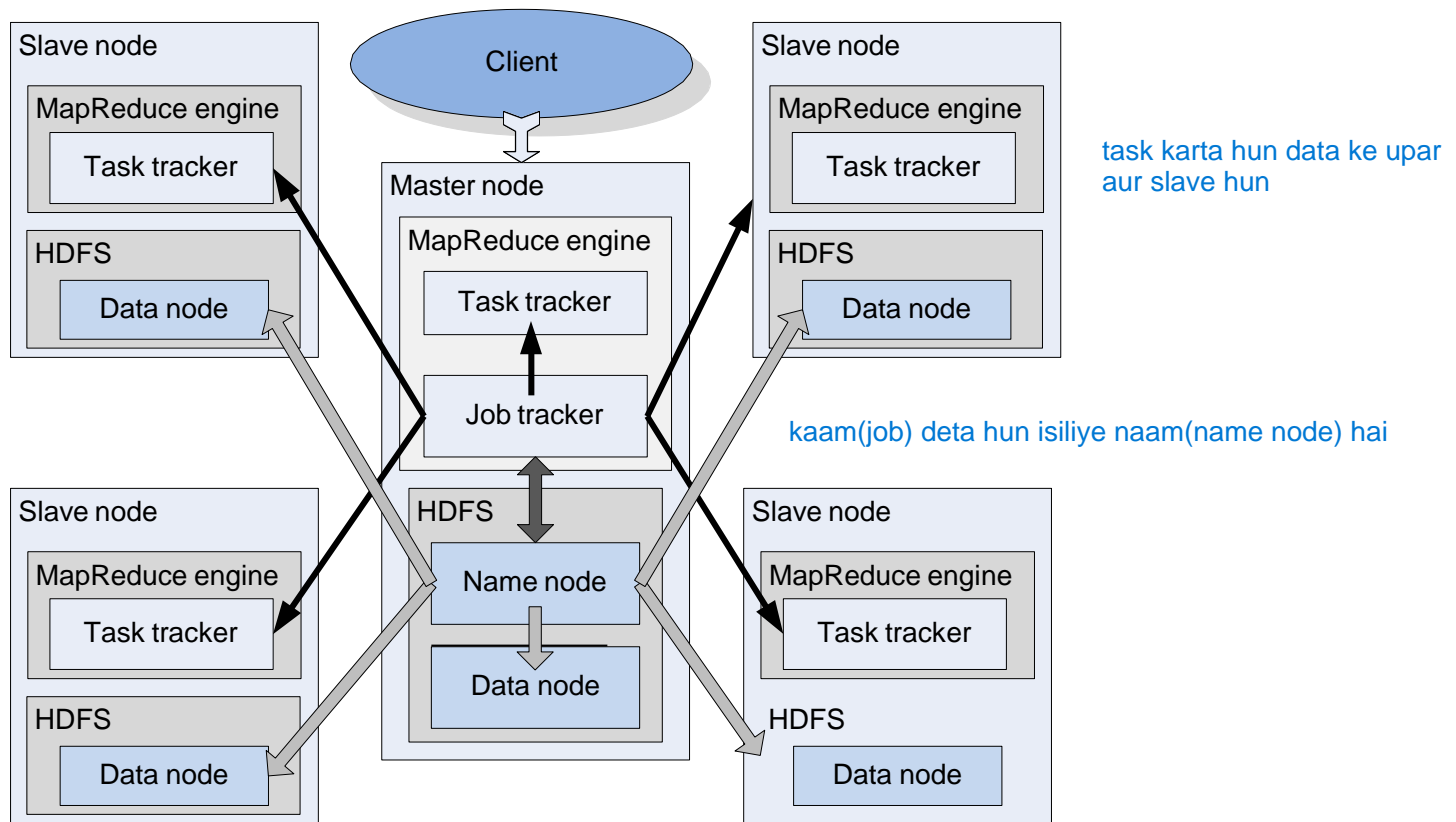 Slave node
MapReduce engine
Task tracker
HDFS
Data node
Client
Master node
MapReduce engine
Task tracker
Job tracker
HDFS
Name node
Data node
Slave node
MapReduce engine
Task tracker
HDFS
Data node
task karta hun data ke upar
aur slave hun
kaam(job) deta hun isiliye naam(name node) hai
Slave node
MapReduce engine
Task tracker
HDFS
Data node
Slave node
MapReduce engine
Task tracker
HDFS
Data node